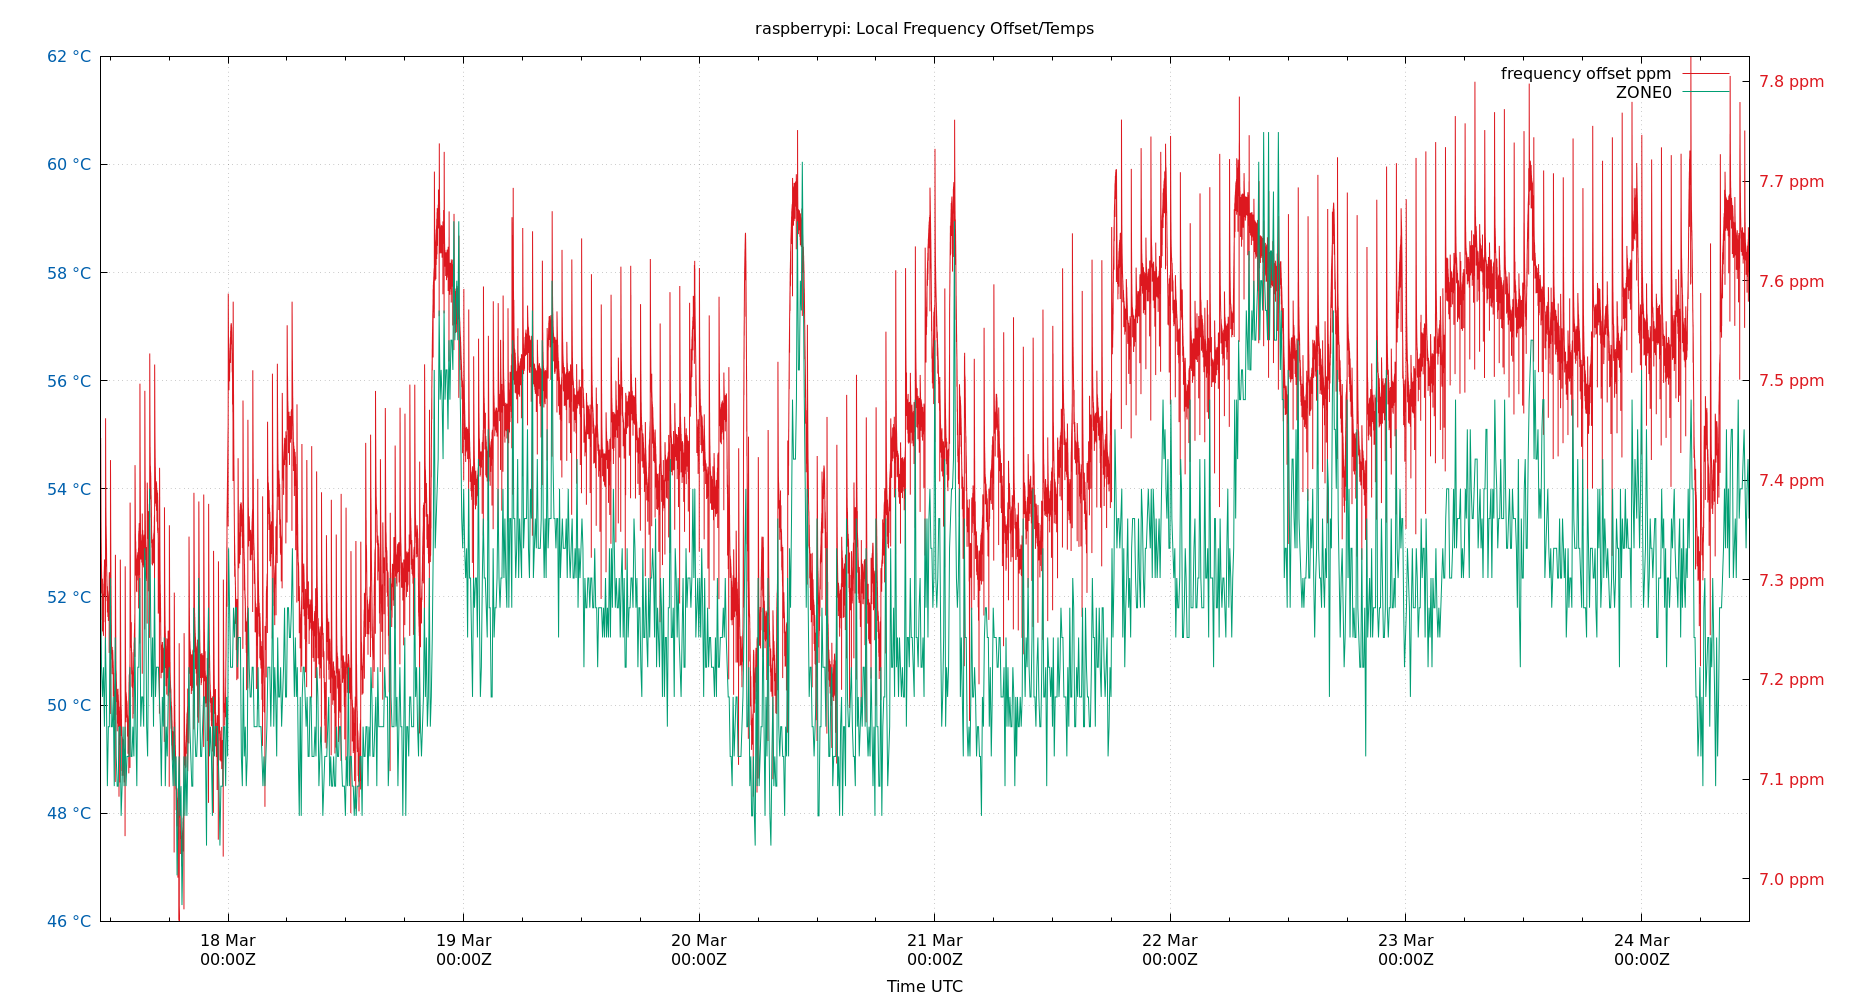 raspberrypi: Local Frequency Offset/Temps
frequency offset ppm
ZONE0
62 °C
60 °C
58 °C
56 °C
54 °C
52 °C
50 °C
48 °C
46 °C
7.8 ppm
7.7 ppm
7.6 ppm
7.5 ppm
7.4 ppm
7.3 ppm
7.2 ppm
7.1 ppm
7.0 ppm
18 Mar
00:00Z
19 Mar
00:00Z
20 Mar
00:00Z
21 Mar
00:00Z
22 Mar
00:00Z
23 Mar
00:00Z
24 Mar
00:00Z
Time UTC